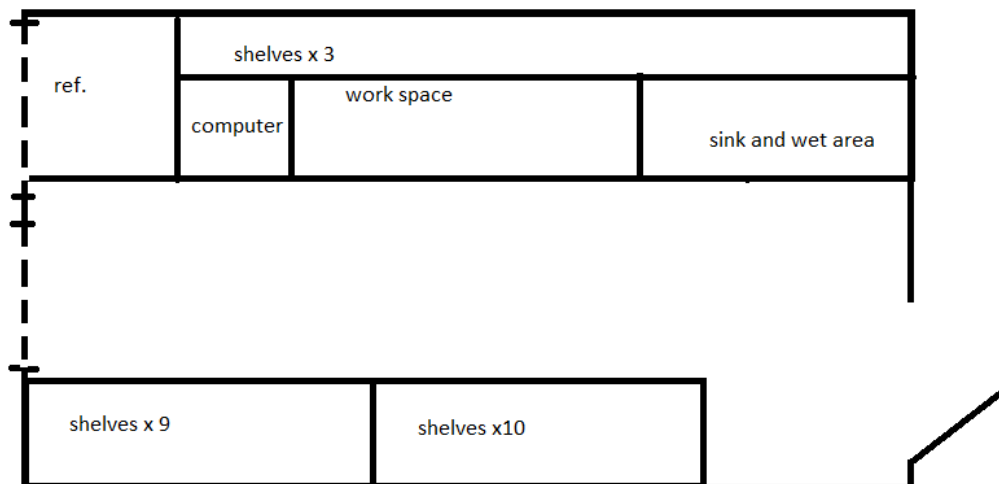 shelves x 3
ref.
work space
computer
sink and wet area
shelves x 9
shelves x10